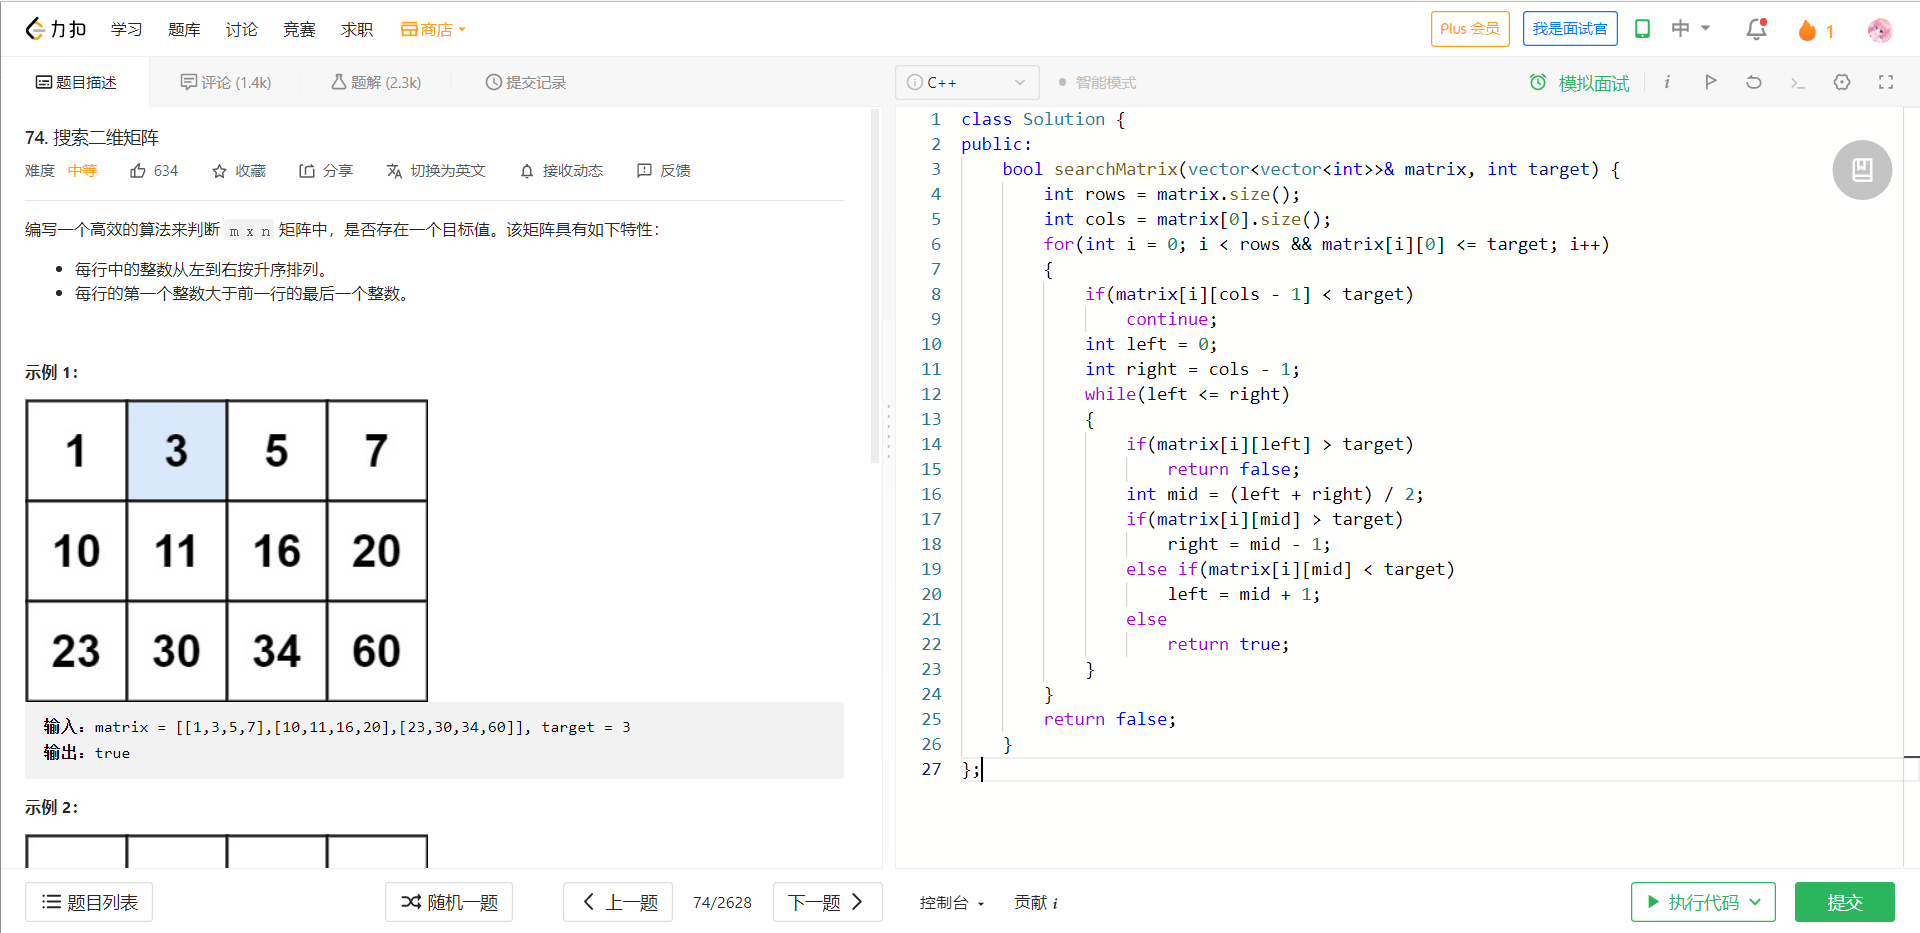 力扣 学习 题库 讨论 竞赛 求职 商店 Plus 会员 我是面试官 中 1
题目描述 评论 (1.4k) 题解 (2.3k) 提交记录
74. 搜索二维矩阵
难度 中等 634 收藏 分享 切换为英文 接收动态 反馈
编写一个高效的算法来判断 m x n 矩阵中，是否存在一个目标值。该矩阵具有如下特性：
每行中的整数从左到右按升序排列。
每行的第一个整数大于前一行的最后一个整数。
示例 1：
1 3 5 7
10 11 16 20
23 30 34 60
输入：matrix = [[1,3,5,7],[10,11,16,20],[23,30,34,60]], target = 3
输出：true
示例 2：
题目列表 随机一题 上一题 74/2628 下一题
C++ 智能模式 模拟面试 i
1 class Solution {
2 public:
3 bool searchMatrix(vector<vector<int>>& matrix, int target) {
4 int rows = matrix.size();
5 int cols = matrix[0].size();
6 for(int i = 0; i < rows && matrix[i][0] <= target; i++)
7 {
8 if(matrix[i][cols - 1] < target)
9 continue;
10 int left = 0;
11 int right = cols - 1;
12 while(left <= right)
13 {
14 if(matrix[i][left] > target)
15 return false;
16 int mid = (left + right) / 2;
17 if(matrix[i][mid] > target)
18 right = mid - 1;
19 else if(matrix[i][mid] < target)
20 left = mid + 1;
21 else
22 return true;
23 }
24 }
25 return false;
26 }
27 };
控制台 贡献 i 执行代码 提交